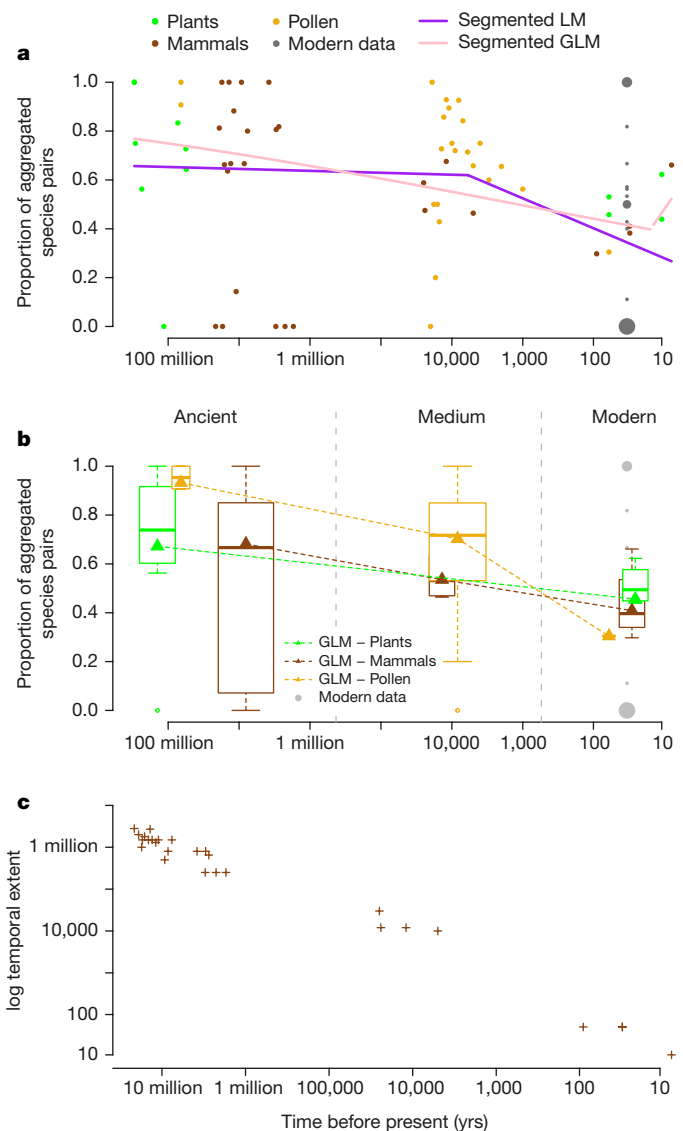 Plants Pollen Segmented LM
Mammals Modern data Segmented GLM
a
Proportion of aggregated
species pairs
1.0
0.8
0.6
0.4
0.2
0.0
100 million 1 million 10,000 1,000 100 10
b
Ancient Medium Modern
Proportion of aggregated
species pairs
1.0
0.8
0.6
0.4
0.2
0.0
GLM – Plants
GLM – Mammals
GLM – Pollen
Modern data
100 million 1 million 10,000 1,000 100 10
c
log temporal extent
1 million
10,000
100
10
10 million 1 million 100,000 10,000 1,000 100 10
Time before present (yrs)